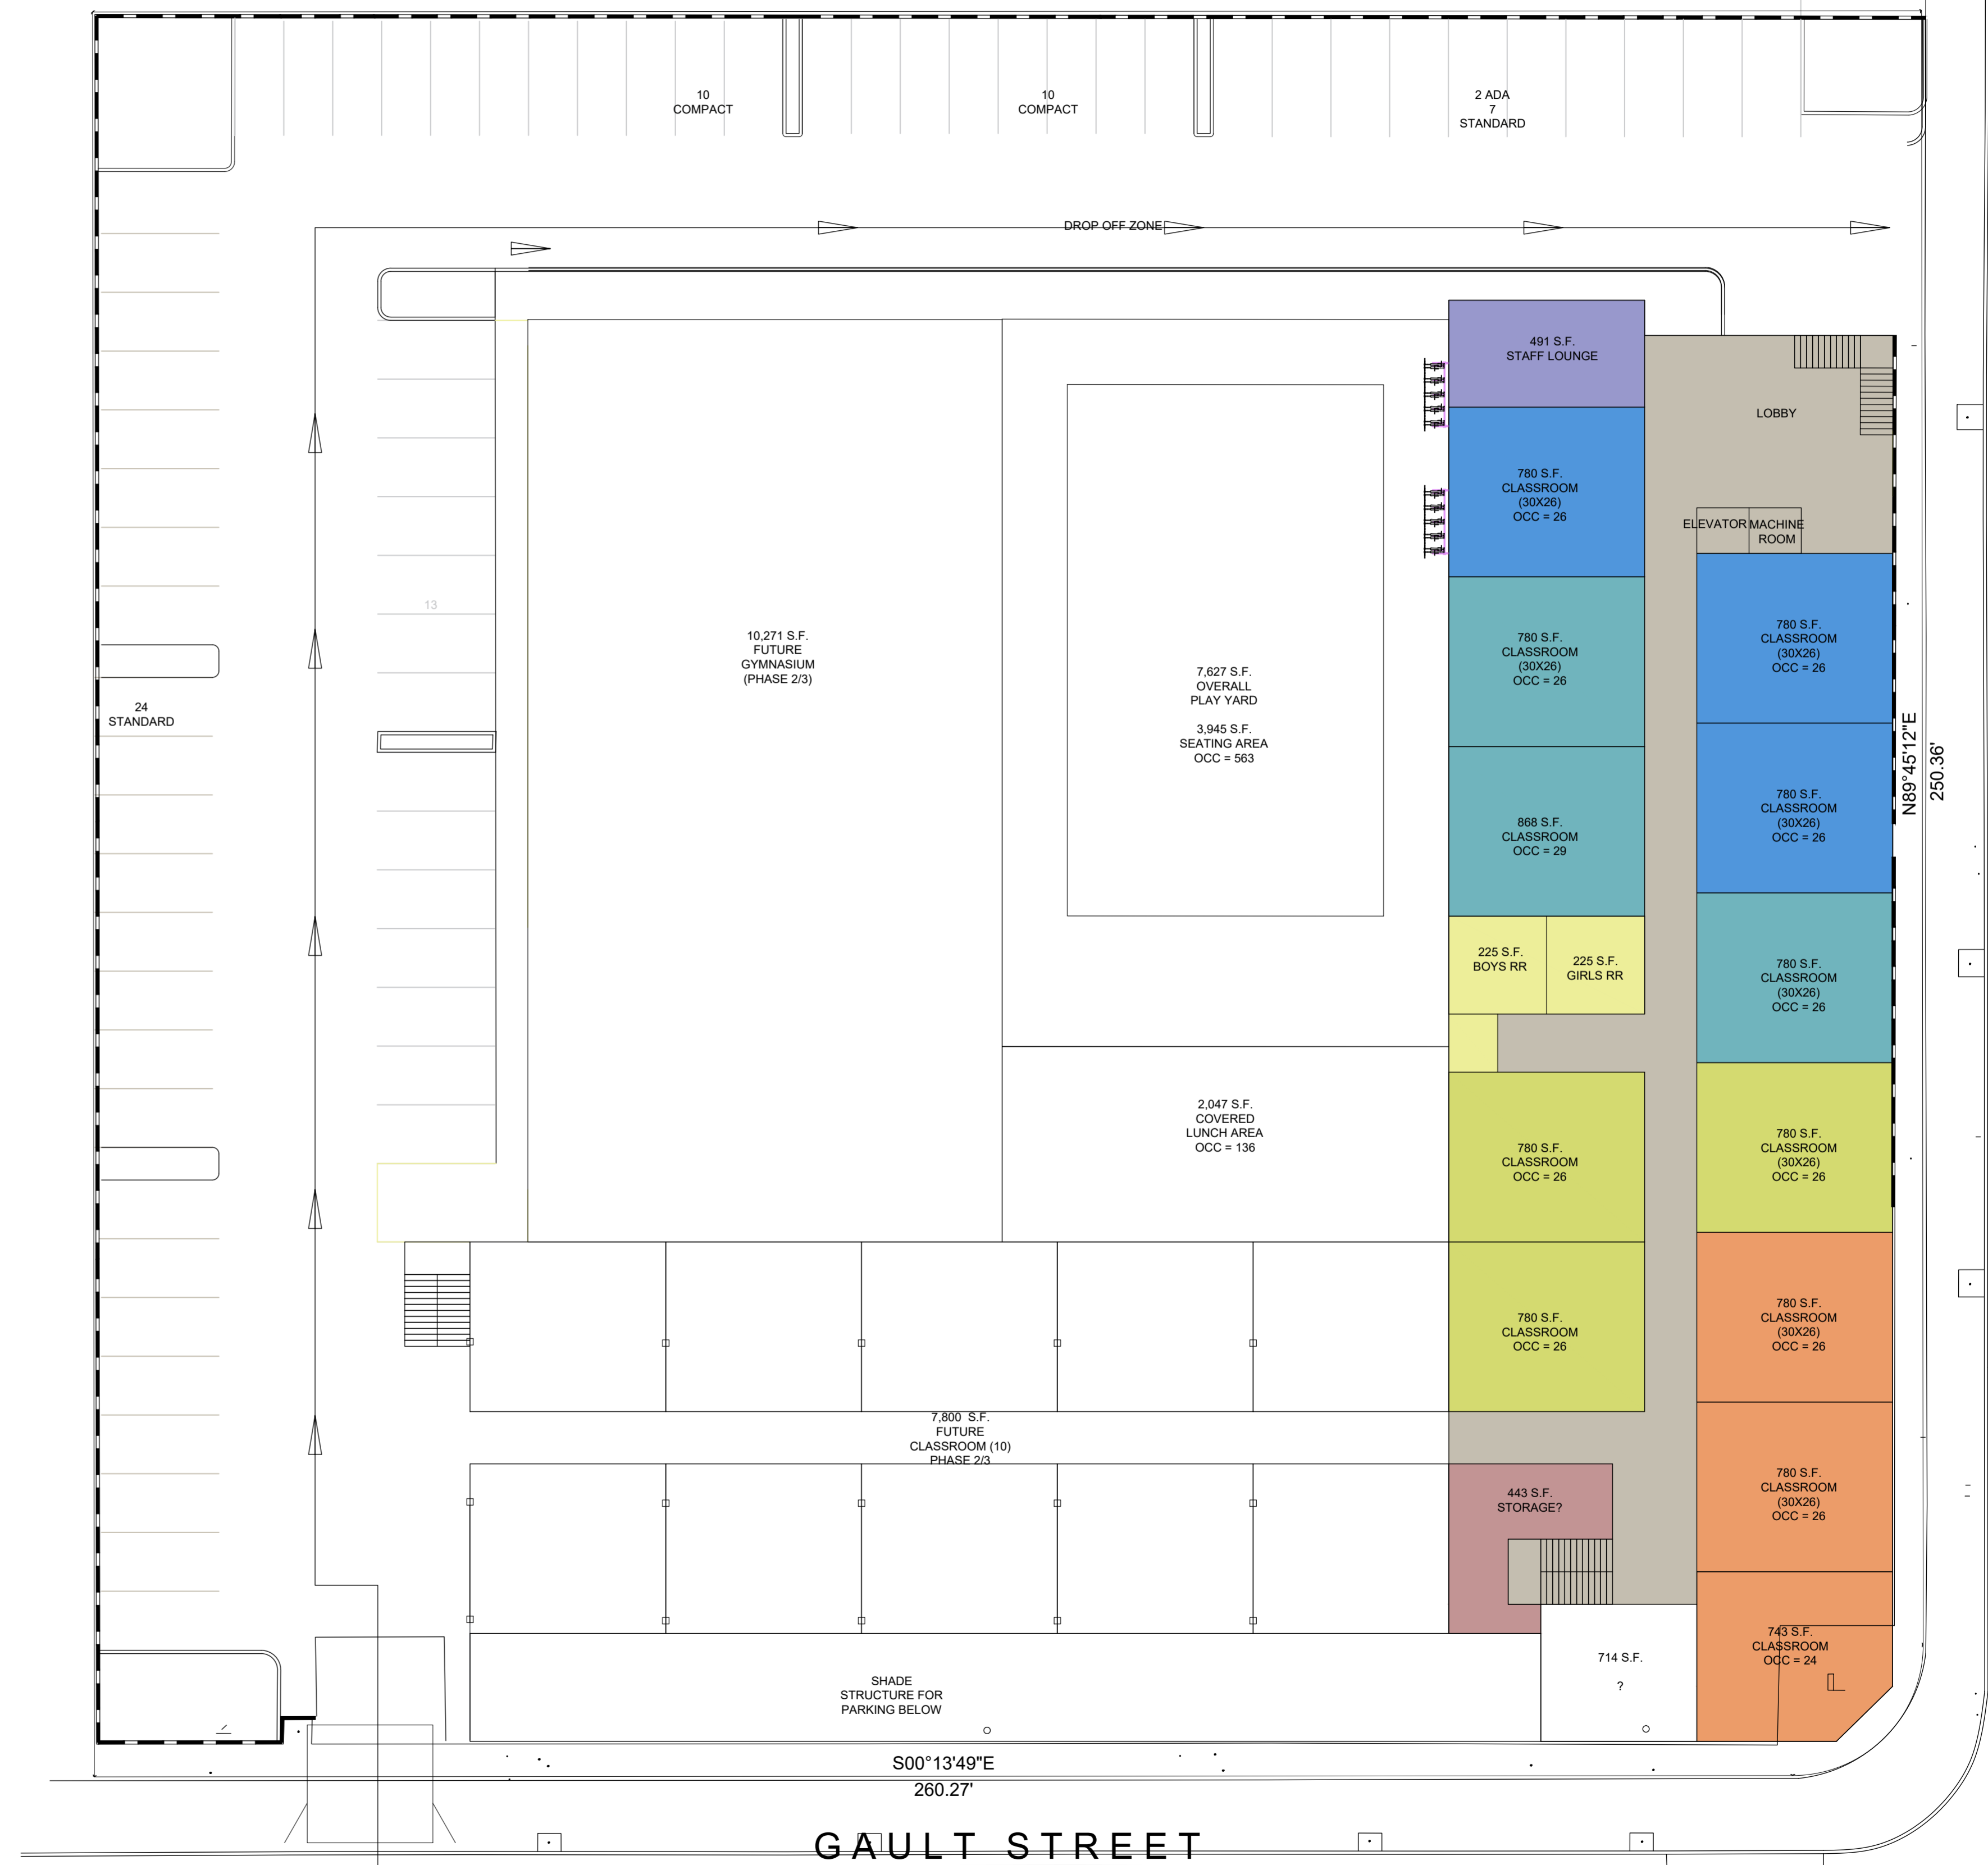 10
COMPACT
10
COMPACT
2 ADA
7
STANDARD
DROP OFF ZONE
491 S.F.
STAFF LOUNGE
LOBBY
780 S.F.
CLASSROOM
(30X26)
OCC = 26
ELEVATOR
MACHINE
ROOM
13
10,271 S.F.
FUTURE
GYMNASIUM
(PHASE 2/3)
7,627 S.F.
OVERALL
PLAY YARD
3,945 S.F.
SEATING AREA
OCC = 563
780 S.F.
CLASSROOM
(30X26)
OCC = 26
780 S.F.
CLASSROOM
(30X26)
OCC = 26
24
STANDARD
N89°45'12"E
250.36'
868 S.F.
CLASSROOM
OCC = 29
780 S.F.
CLASSROOM
(30X26)
OCC = 26
225 S.F.
BOYS RR
225 S.F.
GIRLS RR
780 S.F.
CLASSROOM
(30X26)
OCC = 26
2,047 S.F.
COVERED
LUNCH AREA
OCC = 136
780 S.F.
CLASSROOM
OCC = 26
780 S.F.
CLASSROOM
(30X26)
OCC = 26
780 S.F.
CLASSROOM
OCC = 26
780 S.F.
CLASSROOM
(30X26)
OCC = 26
7,800 S.F.
FUTURE
CLASSROOM (10)
PHASE 2/3
443 S.F.
STORAGE?
780 S.F.
CLASSROOM
(30X26)
OCC = 26
SHADE
STRUCTURE FOR
PARKING BELOW
714 S.F.
?
743 S.F.
CLASSROOM
OCC = 24
S00°13'49"E
260.27'
GAULT STREET